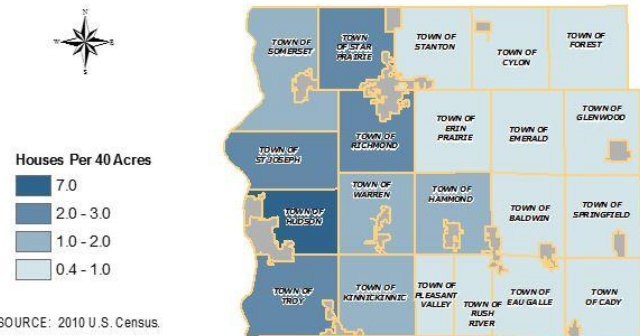 N
W
E
S
TOWN OF
SOMERSET
TOWN
OF STAR
PRAIRIE
TOWN OF
STANTON
TOWN OF
CYLON
TOWN OF
FOREST
TOWN OF
ST JOSEPH
TOWN OF
RICHMOND
TOWN OF
ERIN
PRAIRIE
TOWN OF
EMERALD
TOWN OF
GLENWOOD
Houses Per 40 Acres
7.0
2.0 - 3.0
1.0 - 2.0
0.4 - 1.0
TOWN OF
HUDSON
TOWN OF
WARREN
TOWN OF
HAMMOND
TOWN OF
BALDWIN
TOWN OF
SPRINGFIELD
TOWN OF
TROY
TOWN OF
KINNICKINNIC
TOWN OF
PLEASANT
VALLEY
TOWN OF
RUSH
RIVER
TOWN OF
EAU GALLE
TOWN
OF CADY
SOURCE: 2010 U.S. Census.